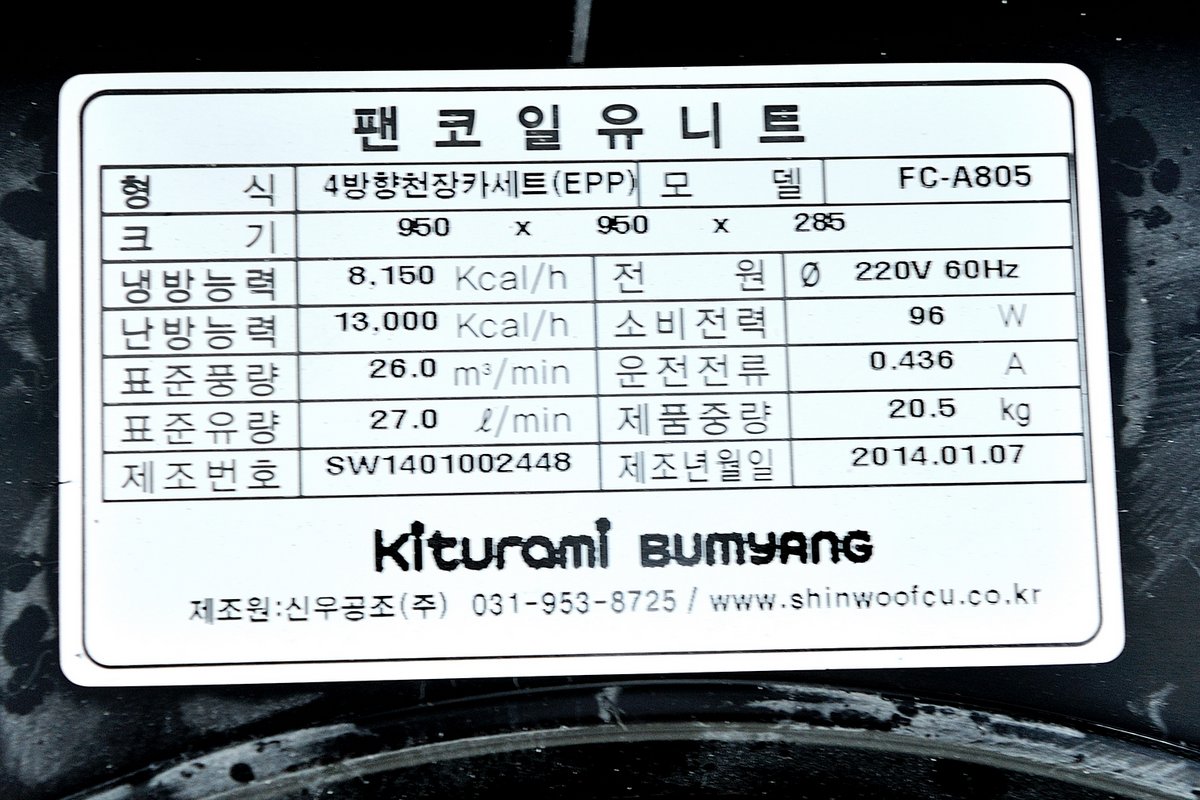 팬코일유니트
형식 4방향천장카세트(EPP) 모델 FC-A805
크기 950 x 950 x 285
냉방능력 8.150 Kcal/h 전원 Ø 220V 60Hz
난방능력 13.000 Kcal/h 소비전력 96 W
표준풍량 26.0 m³/min 운전전류 0.436 A
표준유량 27.0 ℓ/min 제품중량 20.5 kg
제조번호 SW1401002448 제조년월일 2014.01.07
Kiturami BUMYANG
제조원:신우공조(주) 031-953-8725 / www.shinwoofcu.co.kr